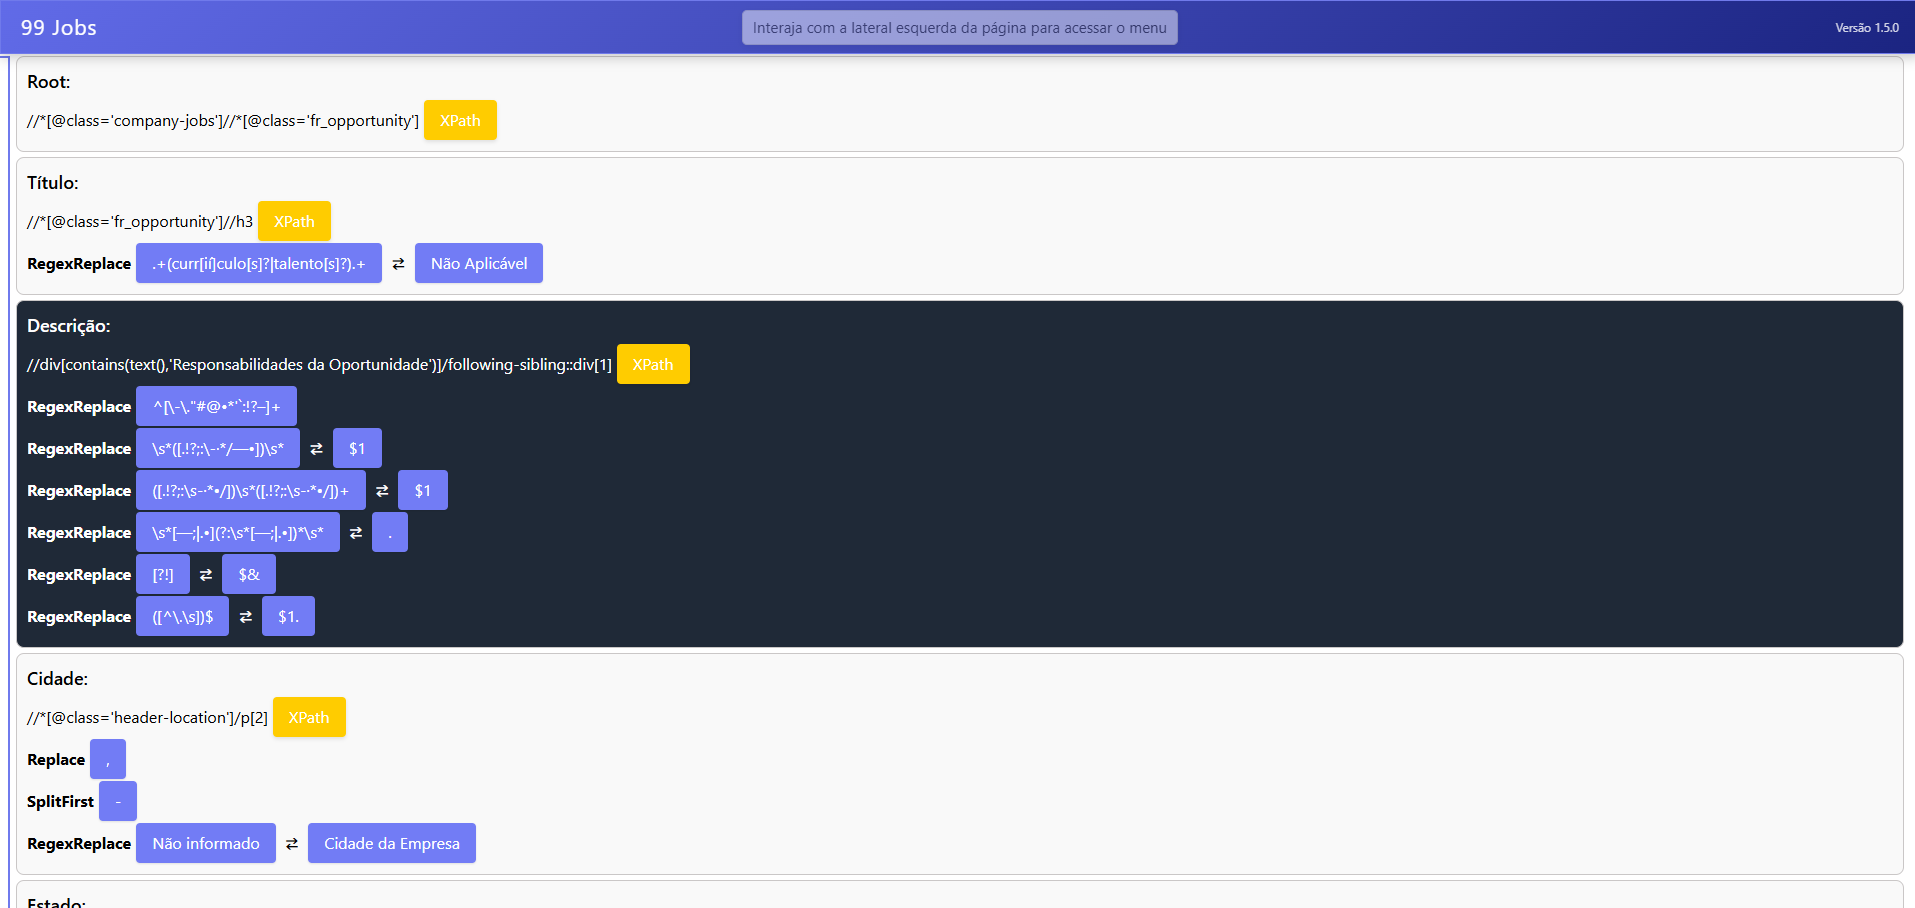 99 Jobs
Interaja com a lateral esquerda da página para acessar o menu
Versão 1.5.0
Root:
//*[@class='company-jobs']//*[@class='fr_opportunity'] XPath
Título:
//*[@class='fr_opportunity']//h3 XPath
RegexReplace .+(curr[ií]culo[s]?|talento[s]?).+ ⇄ Não Aplicável
Descrição:
//div[contains(text(),'Responsabilidades da Oportunidade')]/following-sibling::div[1] XPath
RegexReplace ^[\-\."#@•*'`:!?–]+
RegexReplace \s*([.!?;:\-·*/—•])\s* ⇄ $1
RegexReplace ([.!?;:\s-·*•/])\s*([.!?;:\s-·*•/])+ ⇄ $1
RegexReplace \s*[—;|.•](?:\s*[—;|.•])*\s* ⇄ .
RegexReplace [?!] ⇄ $&
RegexReplace ([^\.\s])$ ⇄ $1.
Cidade:
//*[@class='header-location']/p[2] XPath
Replace ,
SplitFirst -
RegexReplace Não informado ⇄ Cidade da Empresa
Estado: